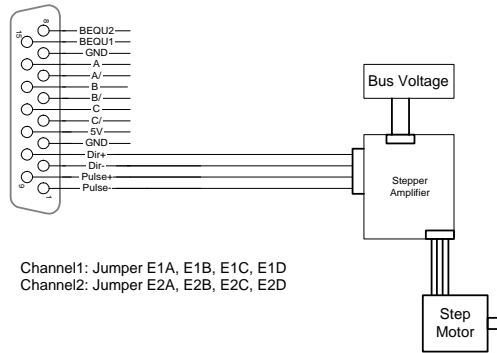 8
15
BEQU2
BEQU1
GND
A
A/
B
B/
C
C/
5V
GND
Dir+
Dir-
Pulse+
Pulse-
9
1
Bus Voltage
Stepper
Amplifier
Step
Motor
Channel1: Jumper E1A, E1B, E1C, E1D
Channel2: Jumper E2A, E2B, E2C, E2D